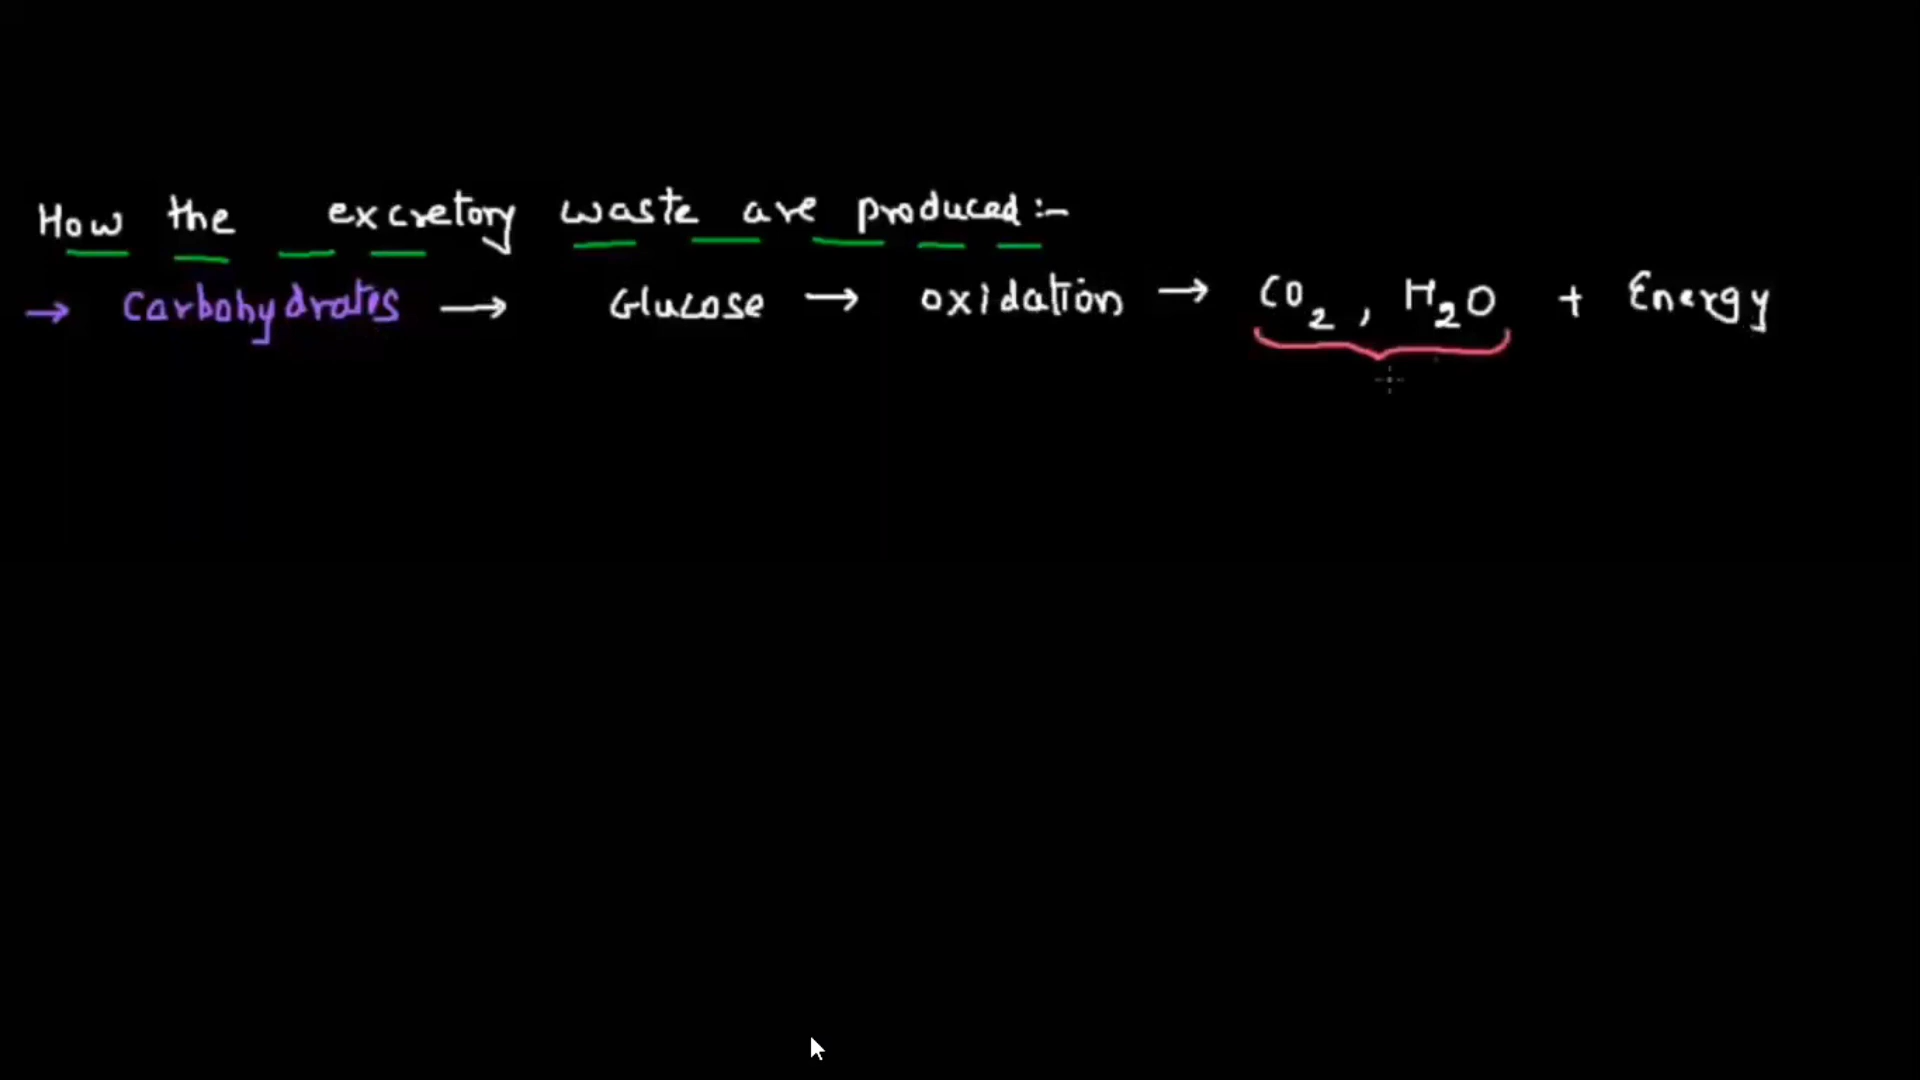 How the excretory waste are produced :-
→ Carbohydrates → Glucose → oxidation → CO₂, H₂O + Energy